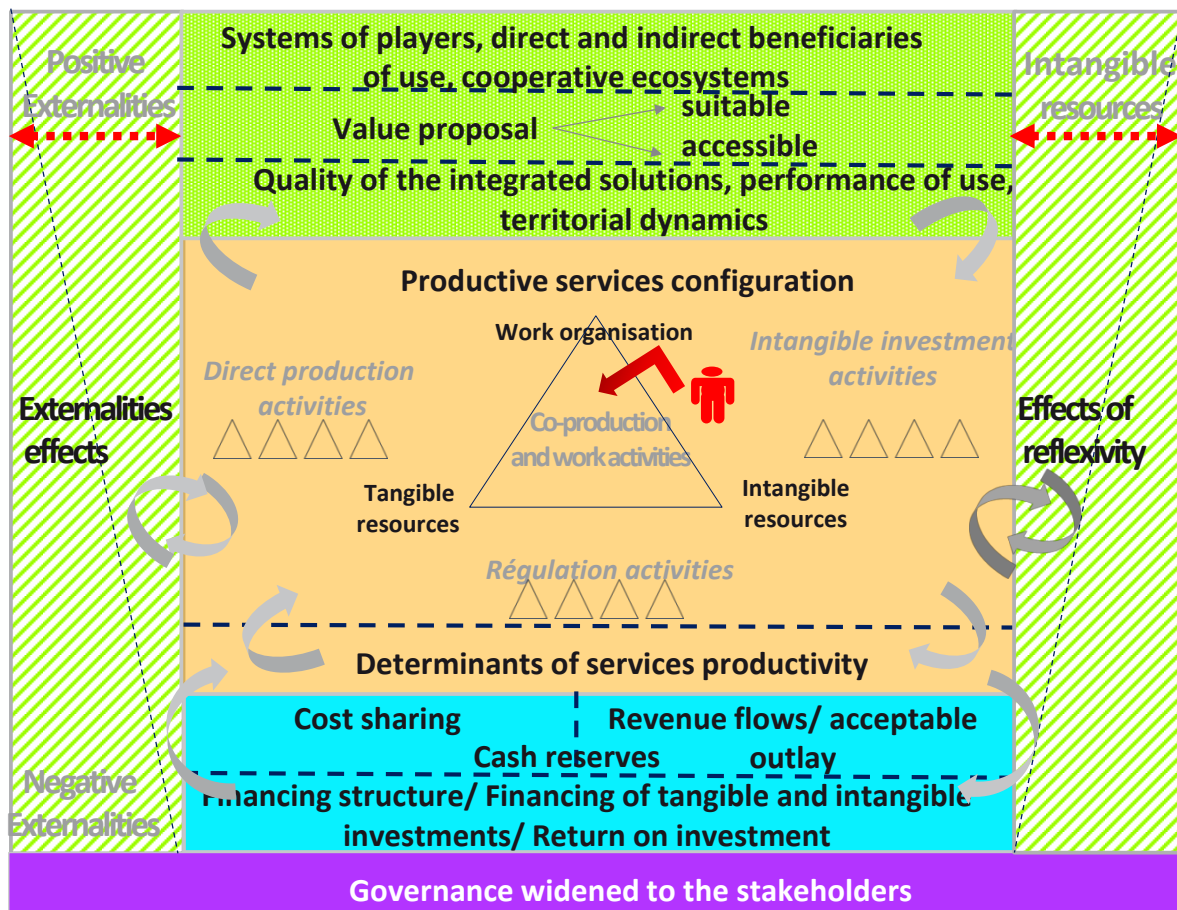 Systems of players, direct and indirect beneficiaries
of use, cooperative ecosystems
Positive
Externalities
Intangible
resources
Value proposal
suitable
accessible
Quality of the integrated solutions, performance of use,
territorial dynamics
Productive services configuration
Work organisation
Direct production
activities
Intangible investment
activities
Externalities
effects
Co-production
and work activities
Effects of
reflexivity
Tangible
resources
Intangible
resources
Régulation activities
Determinants of services productivity
Cost sharing
Revenue flows/ acceptable
outlay
Cash reserves
Negative
Externalities
Financing structure/ Financing of tangible and intangible
investments/ Return on investment
Governance widened to the stakeholders